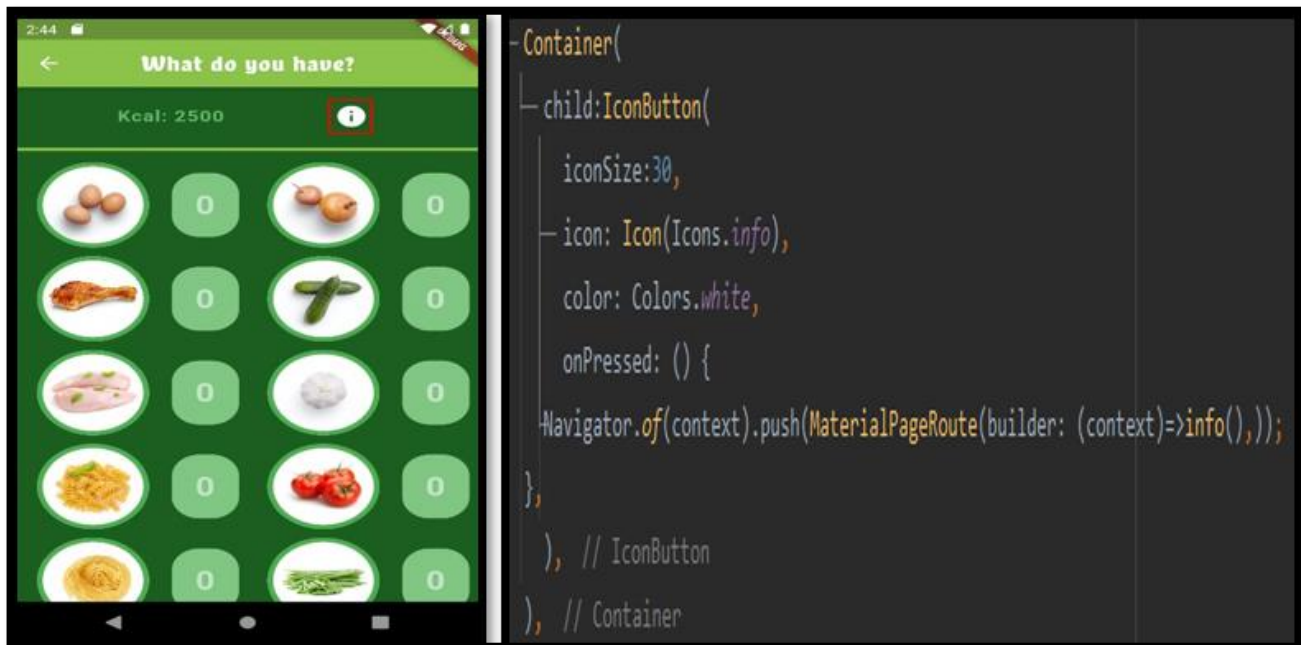 2:44
DEBUG
What do you have?
Kcal: 2500
0 0
0 0
0 0
0 0
0 0
Container(
child:IconButton(
iconSize:30,
icon: Icon(Icons.info),
color: Colors.white,
onPressed: () {
Navigator.of(context).push(MaterialPageRoute(builder: (context)=>info(),));
},
), // IconButton
), // Container